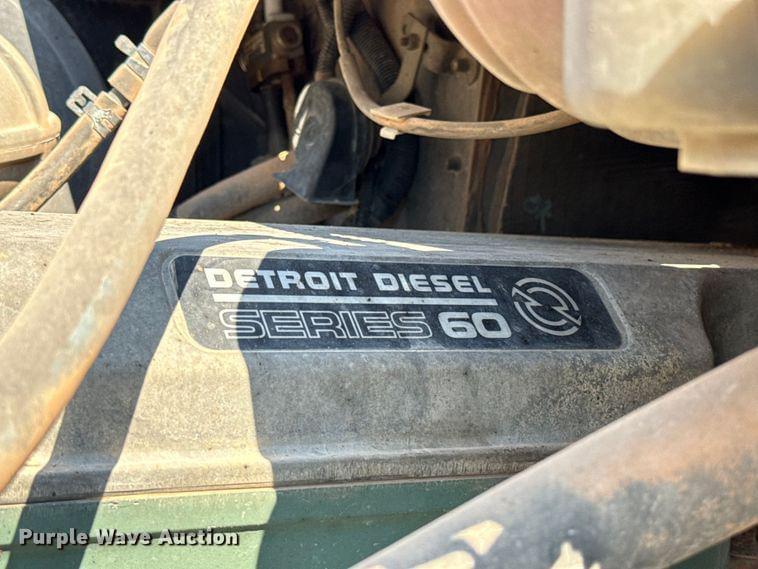 DETROIT DIESEL
SERIES 60
Purple Wave Auction